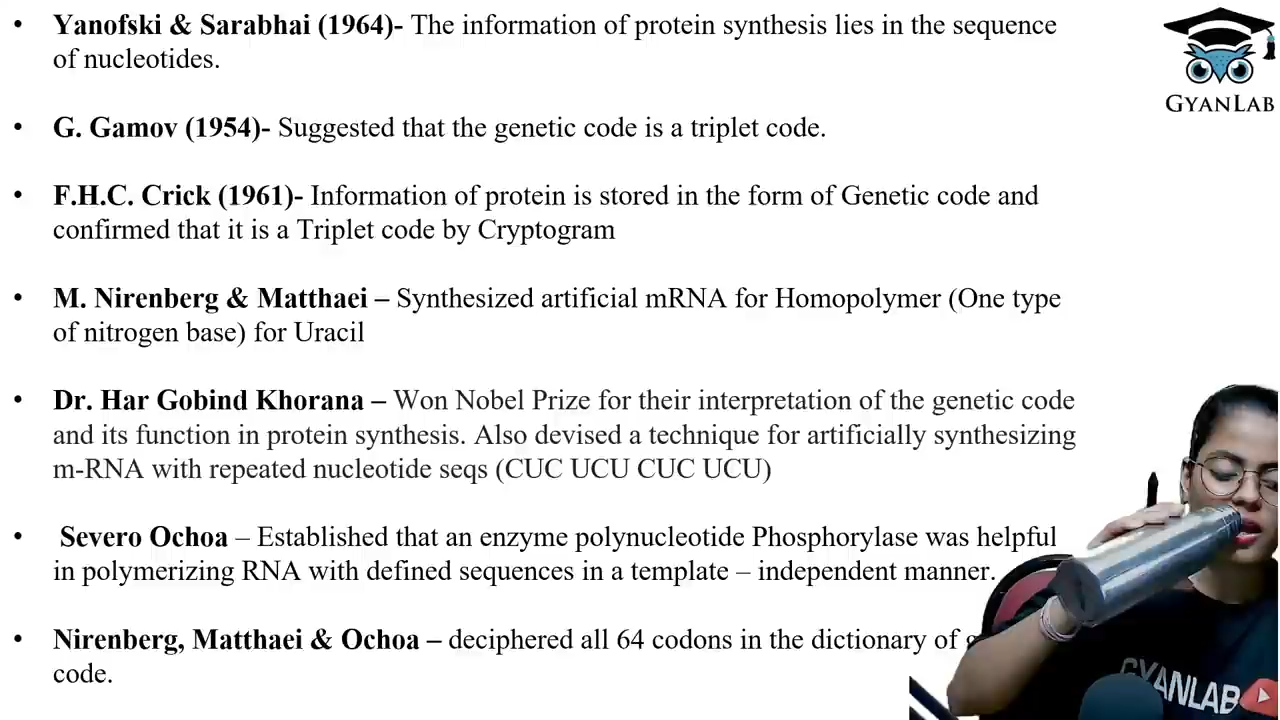 • Yanofski & Sarabhai (1964)- The information of protein synthesis lies in the sequence
of nucleotides.
• G. Gamov (1954)- Suggested that the genetic code is a triplet code.
• F.H.C. Crick (1961)- Information of protein is stored in the form of Genetic code and
confirmed that it is a Triplet code by Cryptogram
• M. Nirenberg & Matthaei – Synthesized artificial mRNA for Homopolymer (One type
of nitrogen base) for Uracil
• Dr. Har Gobind Khorana – Won Nobel Prize for their interpretation of the genetic code
and its function in protein synthesis. Also devised a technique for artificially synthesizing
m-RNA with repeated nucleotide seqs (CUC UCU CUC UCU)
• Severo Ochoa – Established that an enzyme polynucleotide Phosphorylase was helpful
in polymerizing RNA with defined sequences in a template – independent manner.
• Nirenberg, Matthaei & Ochoa – deciphered all 64 codons in the dictionary of
code.
GYANLAB
GYANLAB